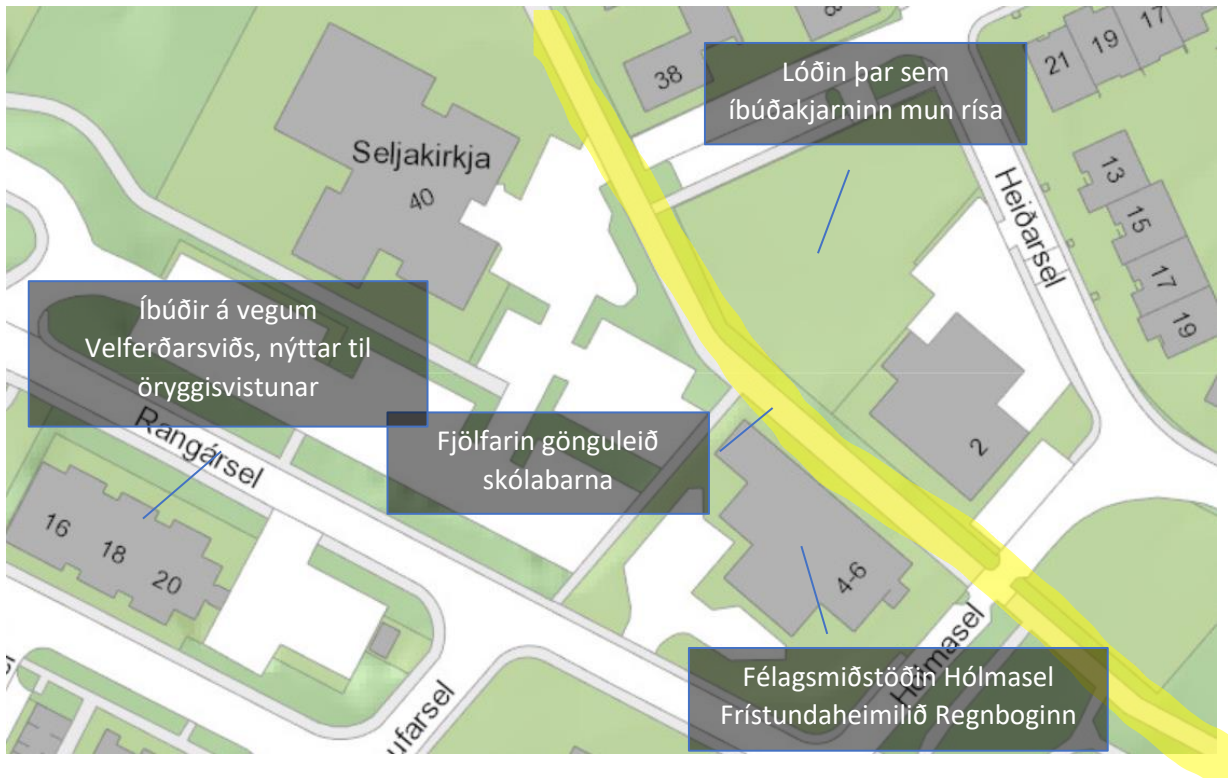 38
8
21
19
17
Lóðin þar sem
íbúðakjarninn mun rísa
Seljakirkja
40
Heiðarsel
13
15
17
19
Íbúðir á vegum
Velferðarsviðs, nýttar til
öryggisvistunar
Rangársel
Fjölfarin gönguleið
skólabarna
2
16
18
20
4-6
Hólmasel
Félagsmiðstöðin Hólmasel
Frístundaheimilið Regnboginn
ufarsel